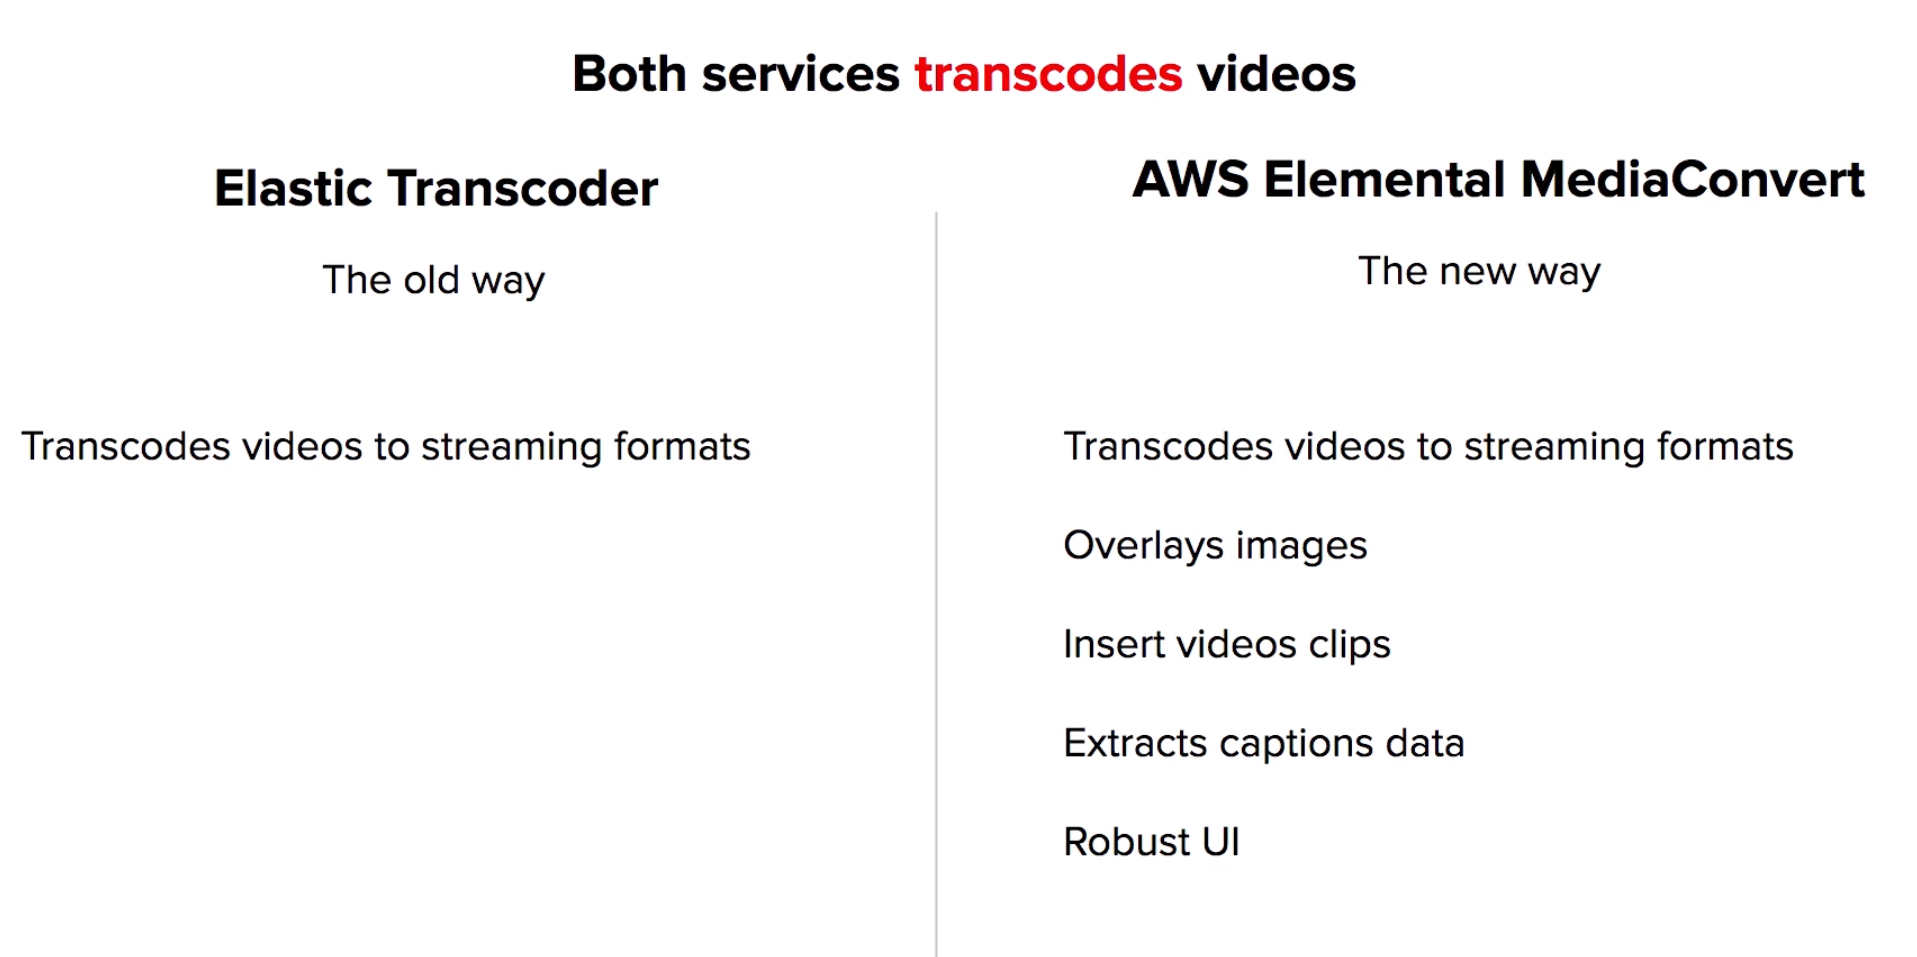 Both services transcodes videos
Elastic Transcoder
The old way
Transcodes videos to streaming formats
AWS Elemental MediaConvert
The new way
Transcodes videos to streaming formats
Overlays images
Insert videos clips
Extracts captions data
Robust UI